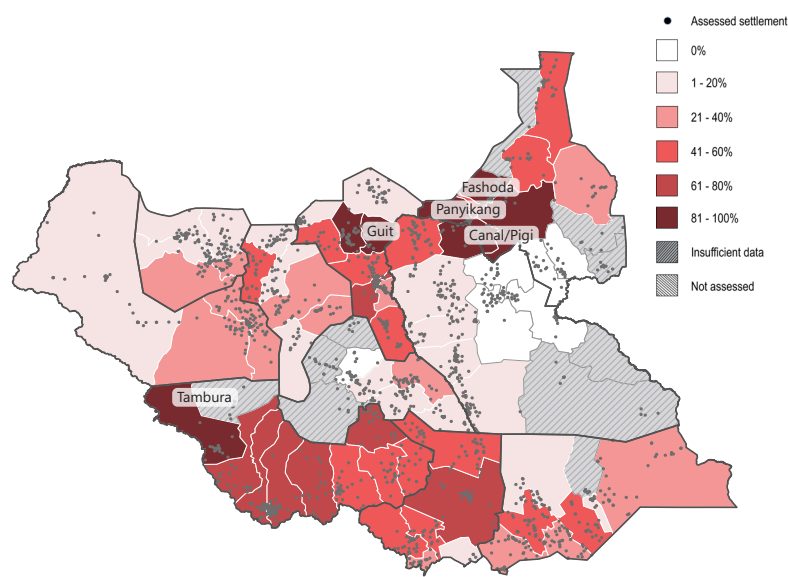 Assessed settlement
0%
1 - 20%
21 - 40%
41 - 60%
61 - 80%
81 - 100%
Insufficient data
Not assessed
Fashoda
Panyikang
Guit
Canal/Pigi
Tambura